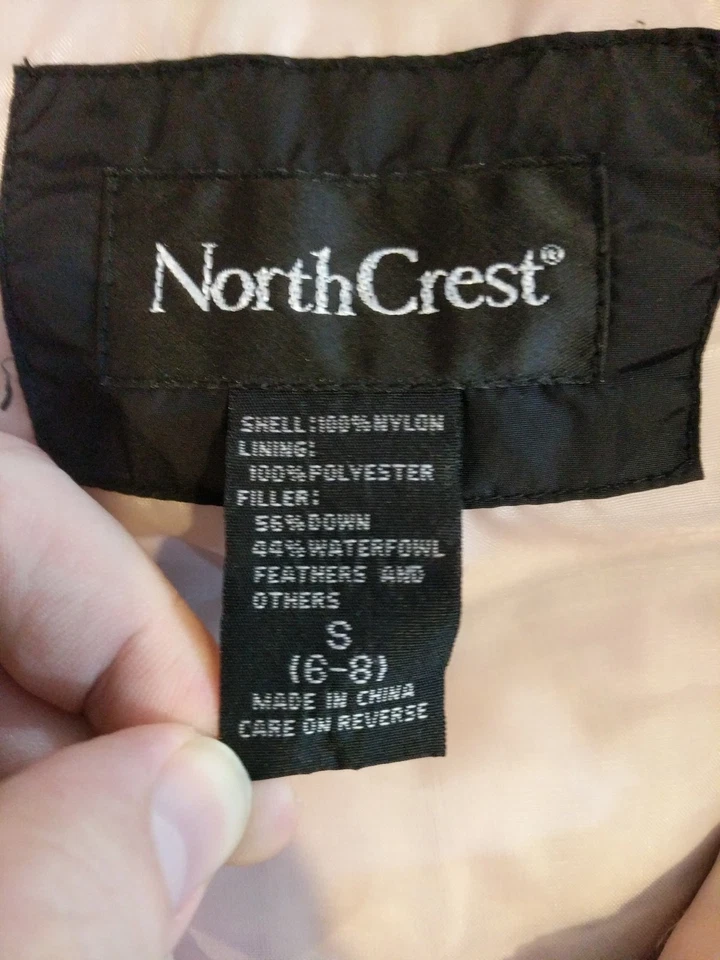 NorthCrest®
SHELL:100%NYLON
LINING:
100%POLYESTER
FILLER:
56%DOWN
44%WATERFOWL
FEATHERS AND
OTHERS
S
(6-8)
MADE IN CHINA
CARE ON REVERSE